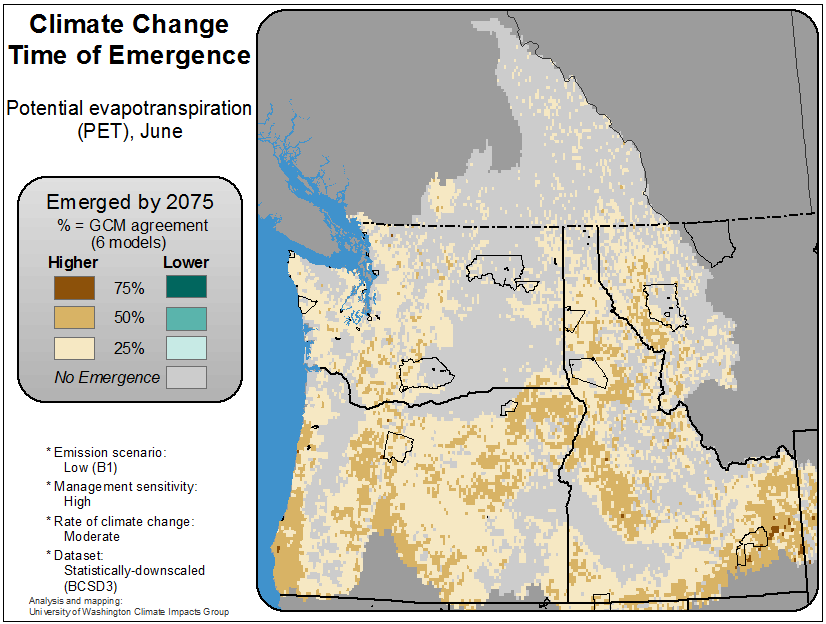 Climate Change
Time of Emergence
Potential evapotranspiration
(PET), June
Emerged by 2075
% = GCM agreement
(6 models)
Higher Lower
75%
50%
25%
No Emergence
* Emission scenario:
Low (B1)
* Management sensitivity:
High
* Rate of climate change:
Moderate
* Dataset:
Statistically-downscaled
(BCSD3)
Analysis and mapping:
University of Washington Climate Impacts Group